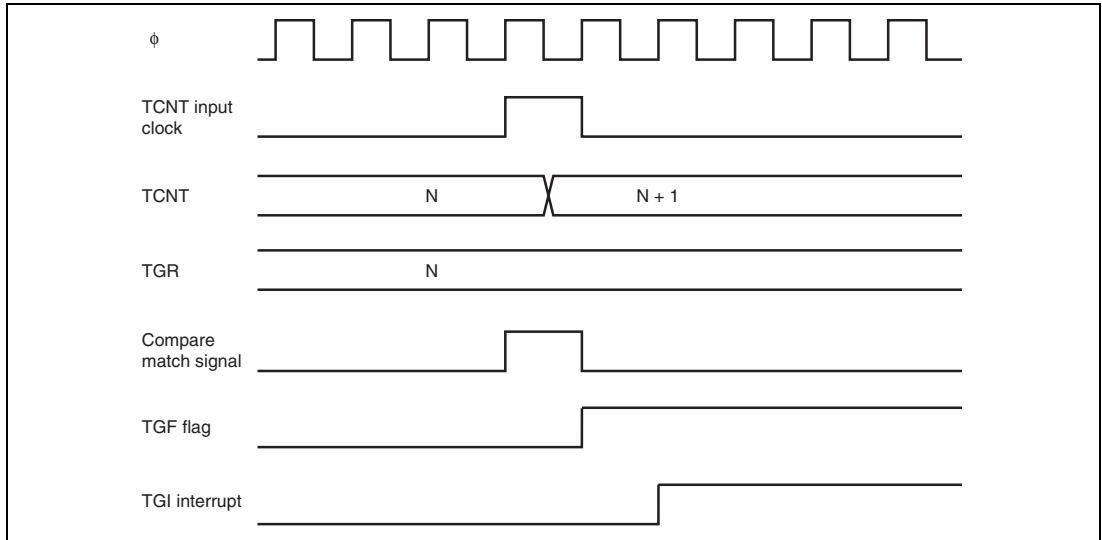 ϕ
TCNT input
clock
TCNT
N
N + 1
TGR
N
Compare
match signal
TGF flag
TGI interrupt